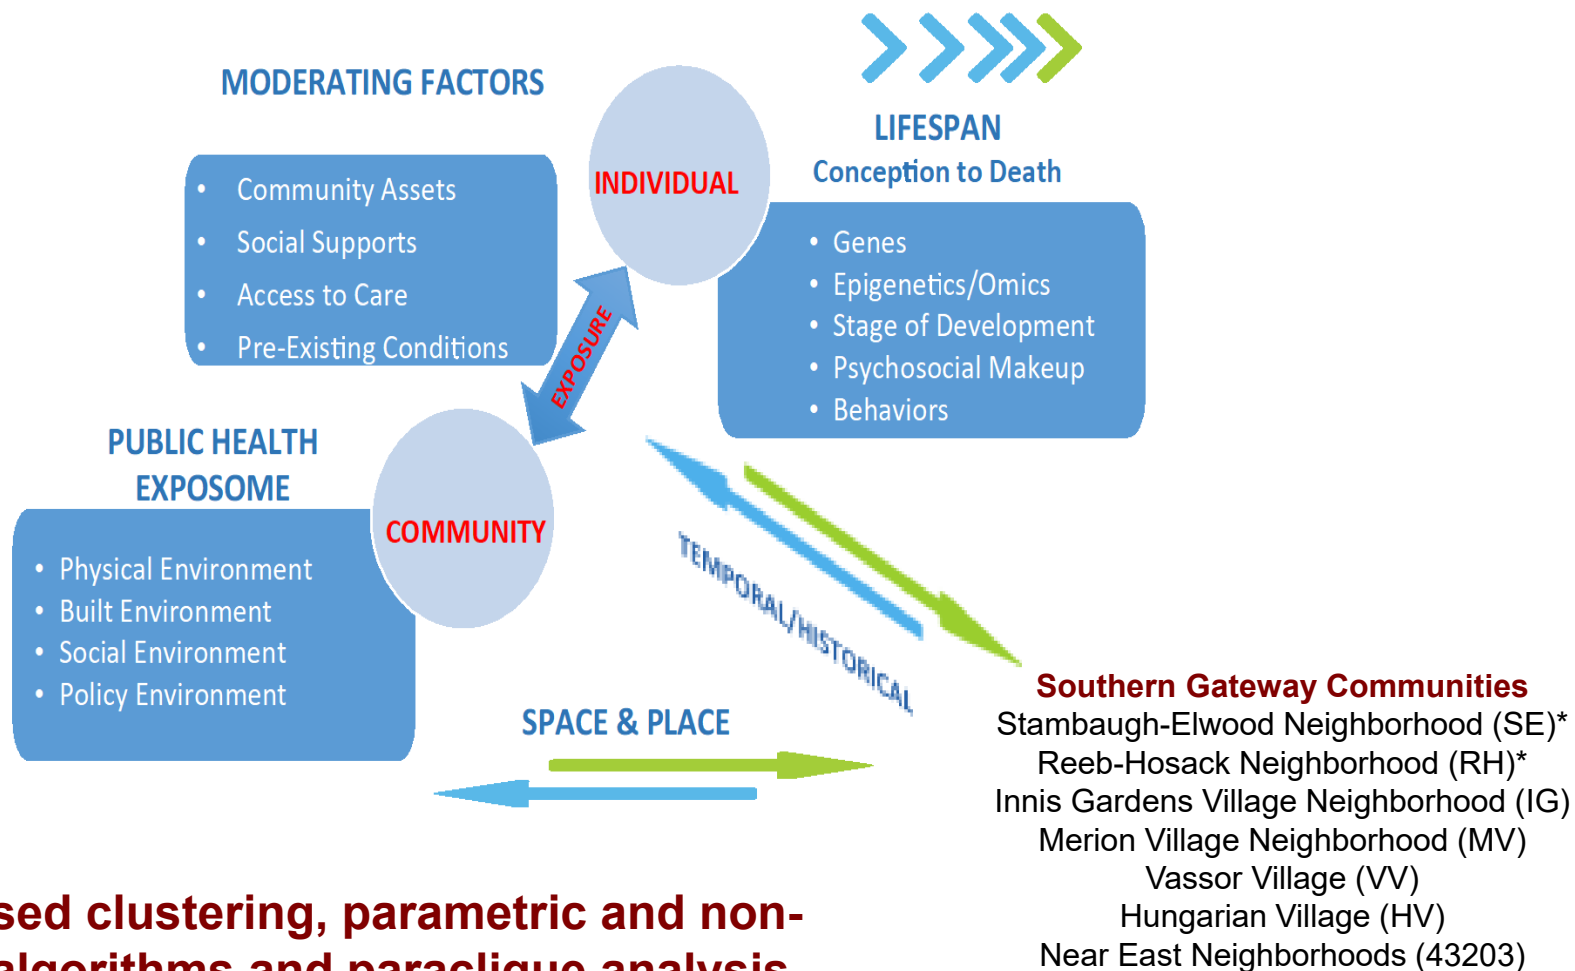 MODERATING FACTORS
• Community Assets
• Social Supports
• Access to Care
• Pre-Existing Conditions
INDIVIDUAL
LIFESPAN
Conception to Death
• Genes
• Epigenetics/Omics
• Stage of Development
• Psychosocial Makeup
• Behaviors
EXPOSURE
PUBLIC HEALTH
EXPOSOME
COMMUNITY
• Physical Environment
• Built Environment
• Social Environment
• Policy Environment
TEMPORAL/HISTORICAL
SPACE & PLACE
Southern Gateway Communities
Stambaugh-Elwood Neighborhood (SE)*
Reeb-Hosack Neighborhood (RH)*
Innis Gardens Village Neighborhood (IG)
Merion Village Neighborhood (MV)
Vassor Village (VV)
Hungarian Village (HV)
Near East Neighborhoods (43203)
sed clustering, parametric and non-
algorithms and paraclique analysis